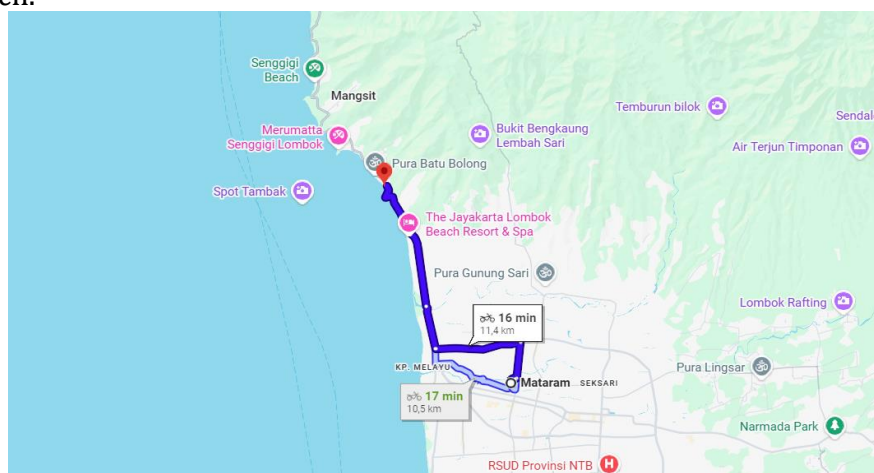 Senggigi
Beach
Mangsit
Merumatta
Senggigi Lombok
Pura Batu Bolong
Bukit Bengkaung
Lembah Sari
Temburun bilok
Air Terjun Timponan
Spot Tambak
The Jayakarta Lombok
Beach Resort & Spa
Pura Gunung Sari
Lombok Rafting
16 min
11,4 km
KP. MELAYU
Mataram
SEKSARI
Pura Lingsar
17 min
10,5 km
Narmada Park
RSUD Provinsi NTB
H